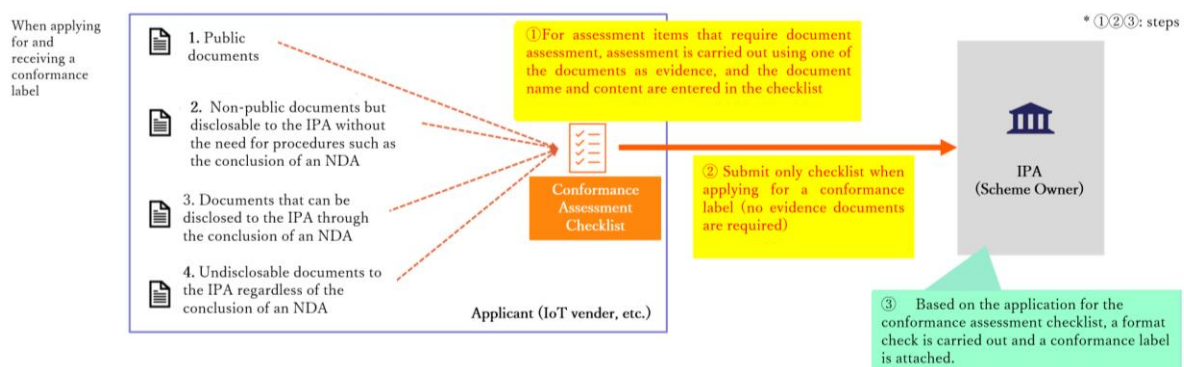 When applying
for and
receiving a
conformance
label
1. Public
documents
2. Non-public documents but
disclosable to the IPA without
the need for procedures such as
the conclusion of an NDA
3. Documents that can be
disclosed to the IPA through
the conclusion of an NDA
4. Undisclosable documents to
the IPA regardless of the
conclusion of an NDA
①For assessment items that require document
assessment, assessment is carried out using one
of the documents as evidence, and the document
name and content are entered in the checklist
Conformance
Assessment
Checklist
Applicant (IoT vender, etc.)
② Submit only checklist when
applying for a conformance
label (no evidence documents
are required)
* ①②③: steps
IPA
(Scheme Owner)
③ Based on the application for the
conformance assessment checklist, a format
check is carried out and a conformance label
is attached.